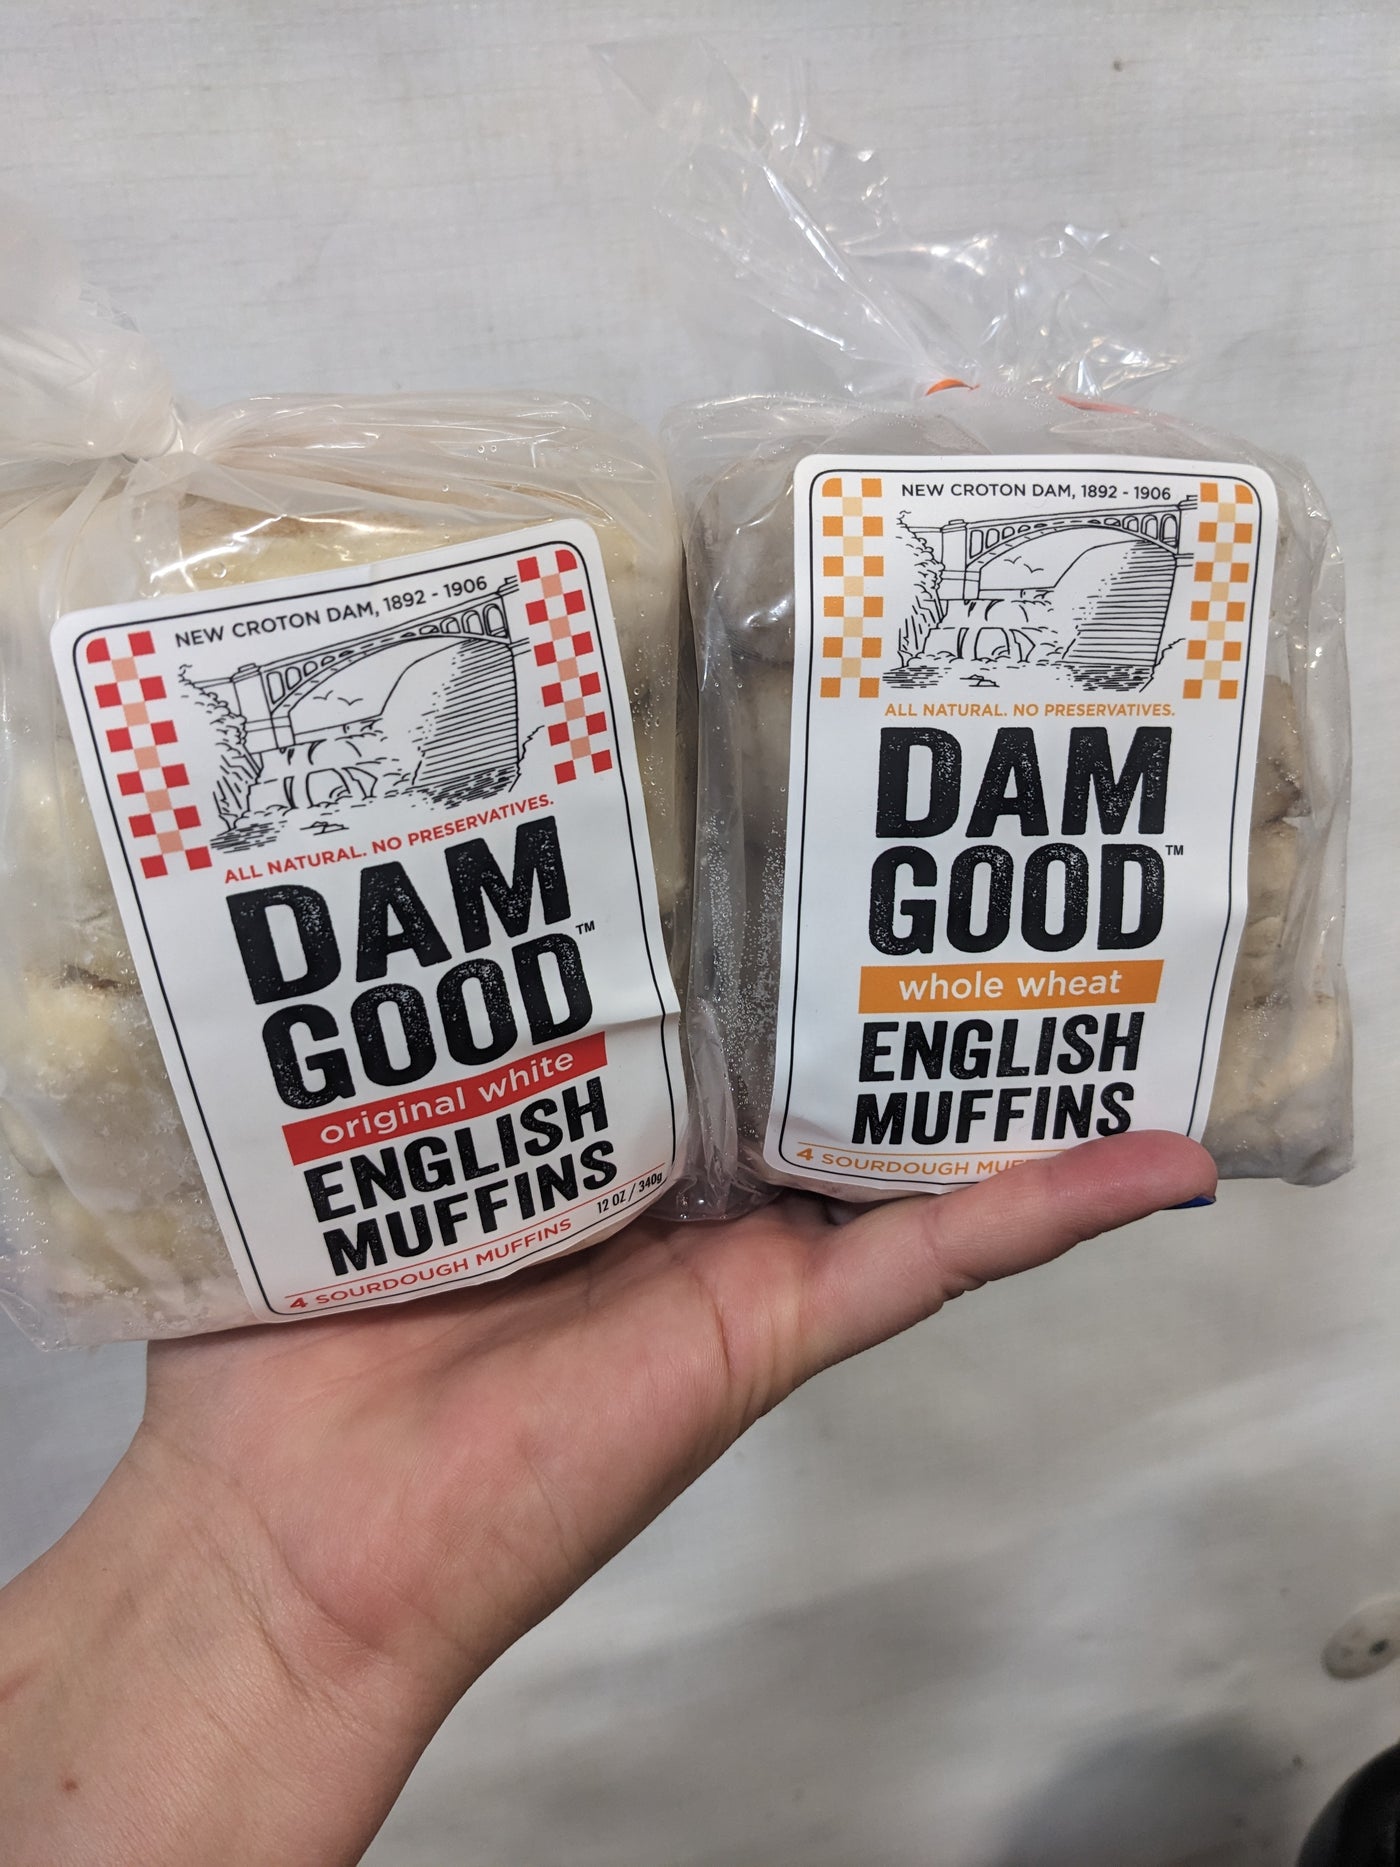 NEW CROTON DAM, 1892 - 1906
ALL NATURAL. NO PRESERVATIVES.
DAM
GOOD™
original white
ENGLISH
MUFFINS
12 OZ / 340g
4 SOURDOUGH MUFFINS
NEW CROTON DAM, 1892 - 1906
ALL NATURAL. NO PRESERVATIVES.
DAM
GOOD™
whole wheat
ENGLISH
MUFFINS
4 SOURDOUGH